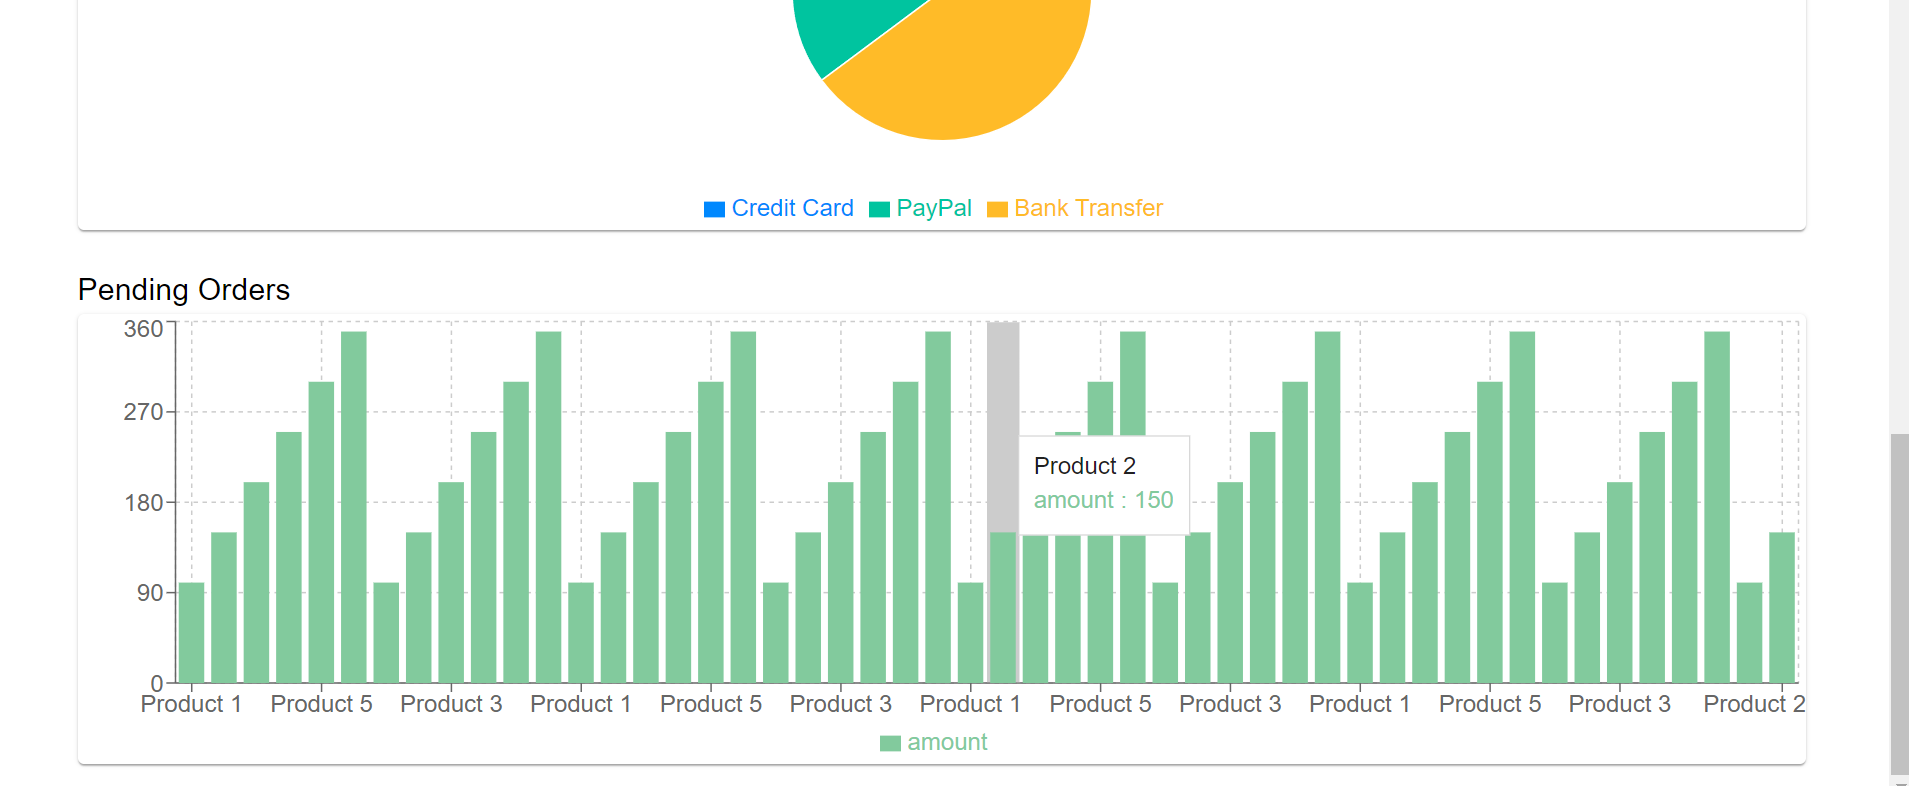 Credit Card PayPal Bank Transfer
Pending Orders
360
270
180
90
0
Product 2
amount : 150
Product 1 Product 5 Product 3 Product 1 Product 5 Product 3 Product 1 Product 5 Product 3 Product 1 Product 5 Product 3 Product 2
amount